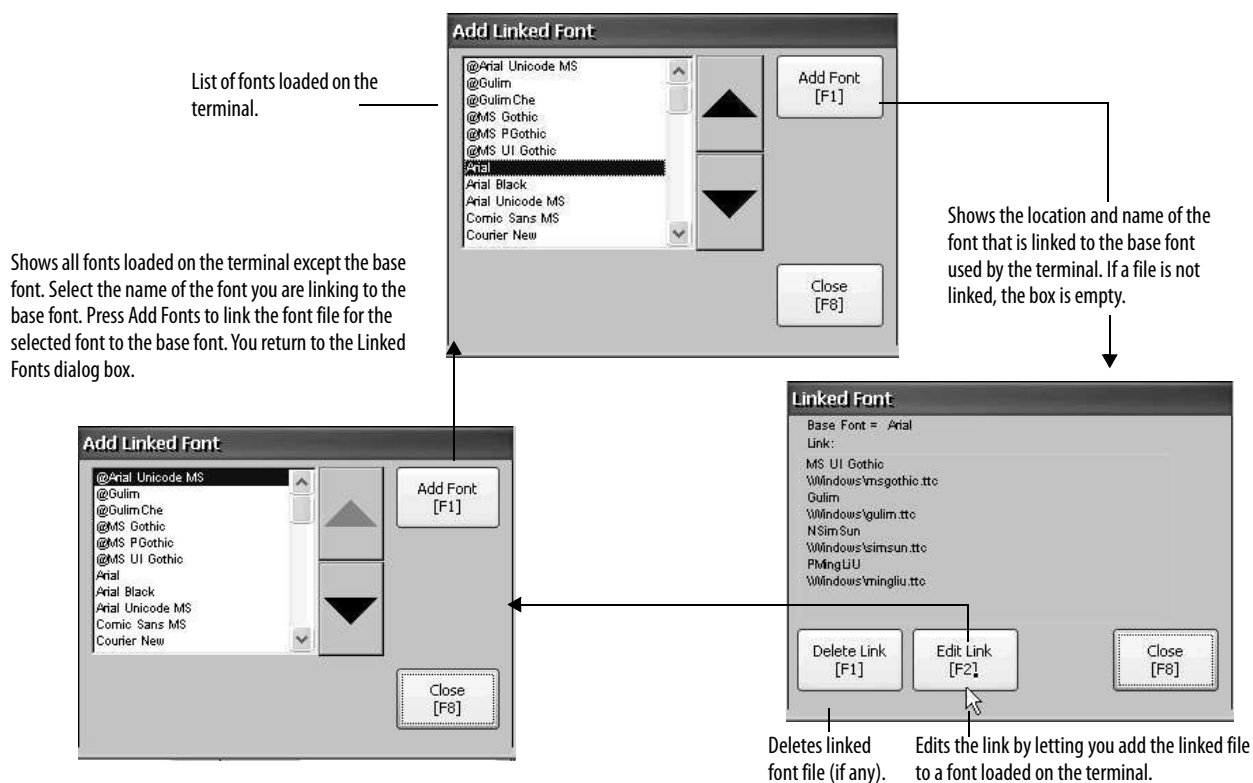 Add Linked Font
@Arial Unicode MS
@Gulim
@GulimChe
@MS Gothic
@MS PGothic
@MS UI Gothic
Arial
Arial Black
Arial Unicode MS
Comic Sans MS
Courier New
Add Font
[F1]
Close
[F8]
List of fonts loaded on the
terminal.
Shows the location and name of the
font that is linked to the base font
used by the terminal. If a file is not
linked, the box is empty.
Shows all fonts loaded on the terminal except the base
font. Select the name of the font you are linking to the
base font. Press Add Fonts to link the font file for the
selected font to the base font. You return to the Linked
Fonts dialog box.
Linked Font
Base Font = Arial
Link:
MS UI Gothic
\Windows\msgothic.ttc
Gulim
\Windows\gulim.ttc
NSimSun
\Windows\simsun.ttc
PMingLiU
\Windows\mingliu.ttc
Delete Link
[F1]
Edit Link
[F2]
Close
[F8]
Add Linked Font
@Arial Unicode MS
@Gulim
@GulimChe
@MS Gothic
@MS PGothic
@MS UI Gothic
Arial
Arial Black
Arial Unicode MS
Comic Sans MS
Courier New
Add Font
[F1]
Close
[F8]
Deletes linked
font file (if any).
Edits the link by letting you add the linked file
to a font loaded on the terminal.